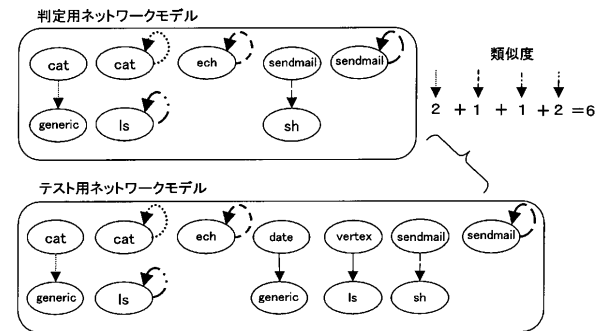 判定用ネットワークモデル
cat cat ech sendmail sendmail
generic ls sh
類似度
2 +1 +1 +2 =6
テスト用ネットワークモデル
cat cat ech date vertex sendmail sendmail
generic ls generic ls sh